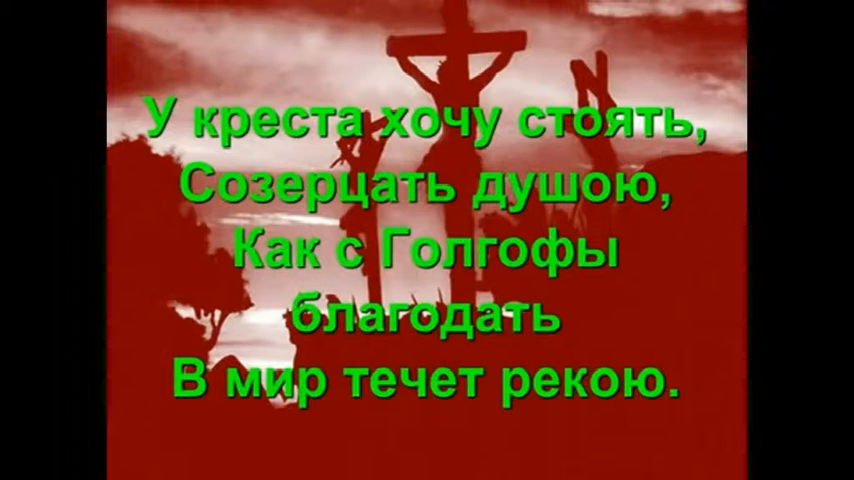 У креста хочу стоять,
Созерцать душою,
Как с Голгофы
благодать
В мир течет рекою.